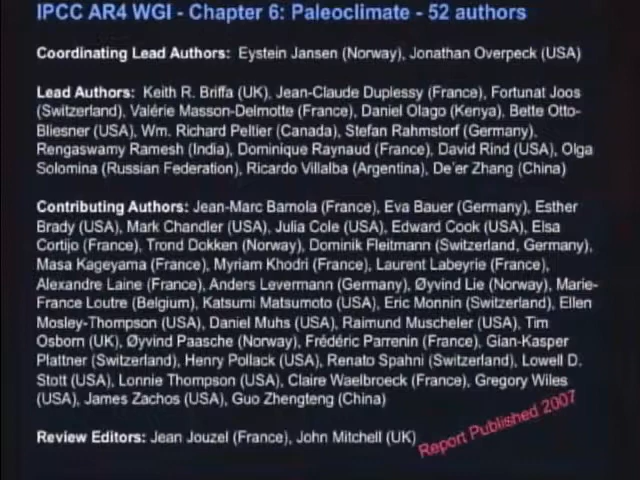 IPCC AR4 WGI - Chapter 6: Paleoclimate - 52 authors
Coordinating Lead Authors: Eystein Jansen (Norway), Jonathan Overpeck (USA)
Lead Authors: Keith R. Briffa (UK), Jean-Claude Duplessy (France), Fortunat Joos
(Switzerland), Valérie Masson-Delmotte (France), Daniel Olago (Kenya), Bette Otto-
Bliesner (USA), Wm. Richard Peltier (Canada), Stefan Rahmstorf (Germany),
Rengaswamy Ramesh (India), Dominique Raynaud (France), David Rind (USA), Olga
Solomina (Russian Federation), Ricardo Villalba (Argentina), De'er Zhang (China)
Contributing Authors: Jean-Marc Barnola (France), Eva Bauer (Germany), Esther
Brady (USA), Mark Chandler (USA), Julia Cole (USA), Edward Cook (USA), Elsa
Cortijo (France), Trond Dokken (Norway), Dominik Fleitmann (Switzerland, Germany),
Masa Kageyama (France), Myriam Khodri (France), Laurent Labeyrie (France),
Alexandre Laine (France), Anders Levermann (Germany), Øyvind Lie (Norway), Marie-
France Loutre (Belgium), Katsumi Matsumoto (USA), Eric Monnin (Switzerland), Ellen
Mosley-Thompson (USA), Daniel Muhs (USA), Raimund Muscheler (USA), Tim
Osborn (UK), Øyvind Paasche (Norway), Frédéric Parrenin (France), Gian-Kasper
Plattner (Switzerland), Henry Pollack (USA), Renato Spahni (Switzerland), Lowell D.
Stott (USA), Lonnie Thompson (USA), Claire Waelbroeck (France), Gregory Wiles
(USA), James Zachos (USA), Guo Zhengteng (China)
Review Editors: Jean Jouzel (France), John Mitchell (UK)
Report Published 2007